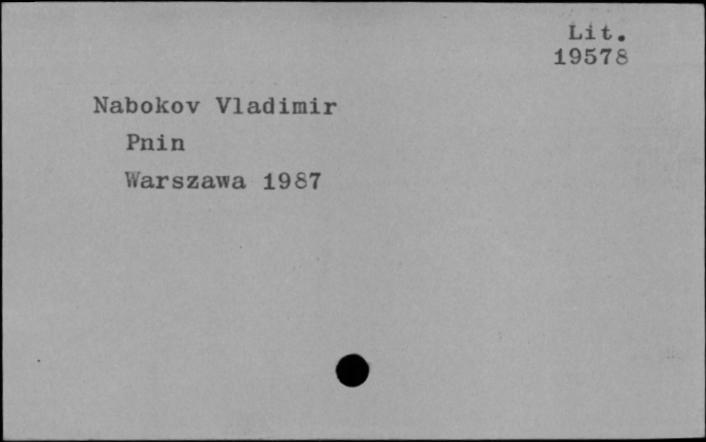 Lit.
19578
Nabokov Vladimir
Pnin
Warszawa 1987